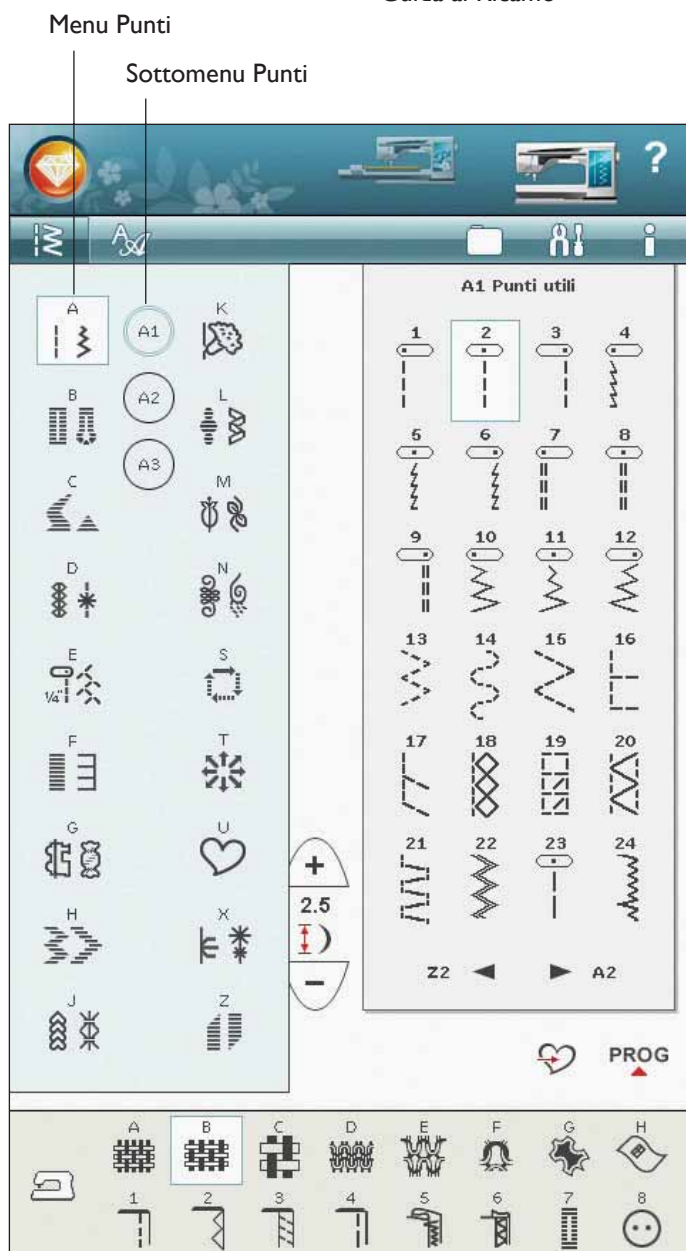 Menu Punti
Sottomenu Punti
?
A1 Punti utili
A
A1
K
1 2 3 4
B
A2
L
5 6 7 8
C
A3
M
9 10 11 12
D
N
13 14 15 16
E
1/4"
S
17 18 19 20
F
T
21 22 23 24
G
U
+
2.5
-
H
X
Z2 A2
J
Z
PROG
A B C D E F G H
1 2 3 4 5 6 7 8